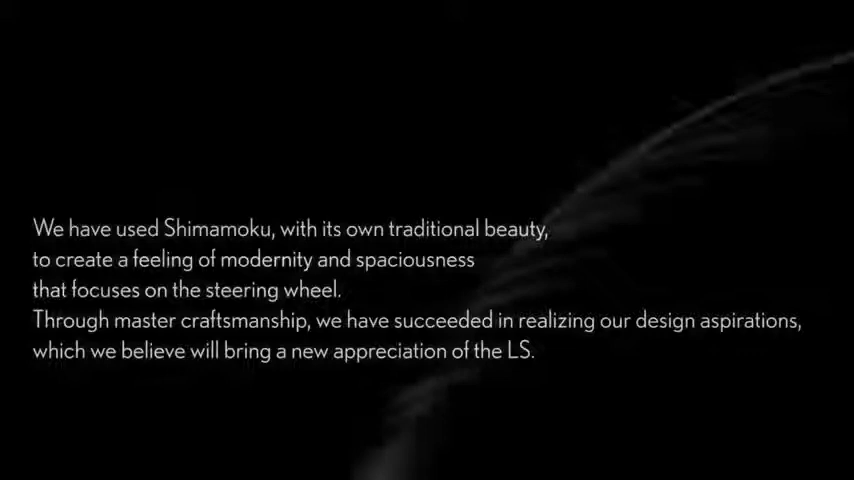 We have used Shimamoku, with its own traditional beauty,
to create a feeling of modernity and spaciousness
that focuses on the steering wheel.
Through master craftsmanship, we have succeeded in realizing our design aspirations,
which we believe will bring a new appreciation of the LS.